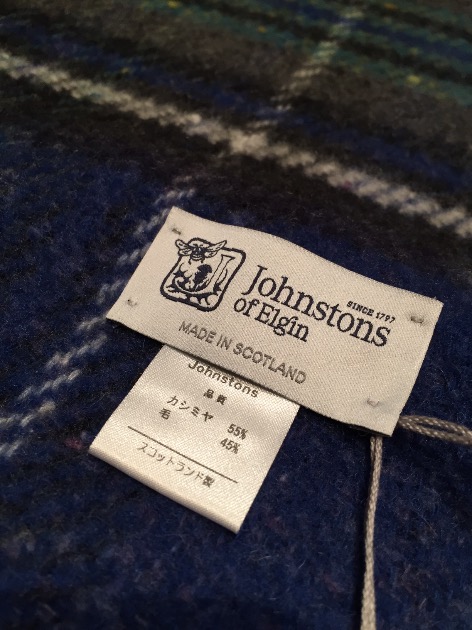 SINCE 1797
Johnstons
of Elgin
MADE IN SCOTLAND
Johnstons
品質
カシミヤ 55%
毛 45%
スコットランド製